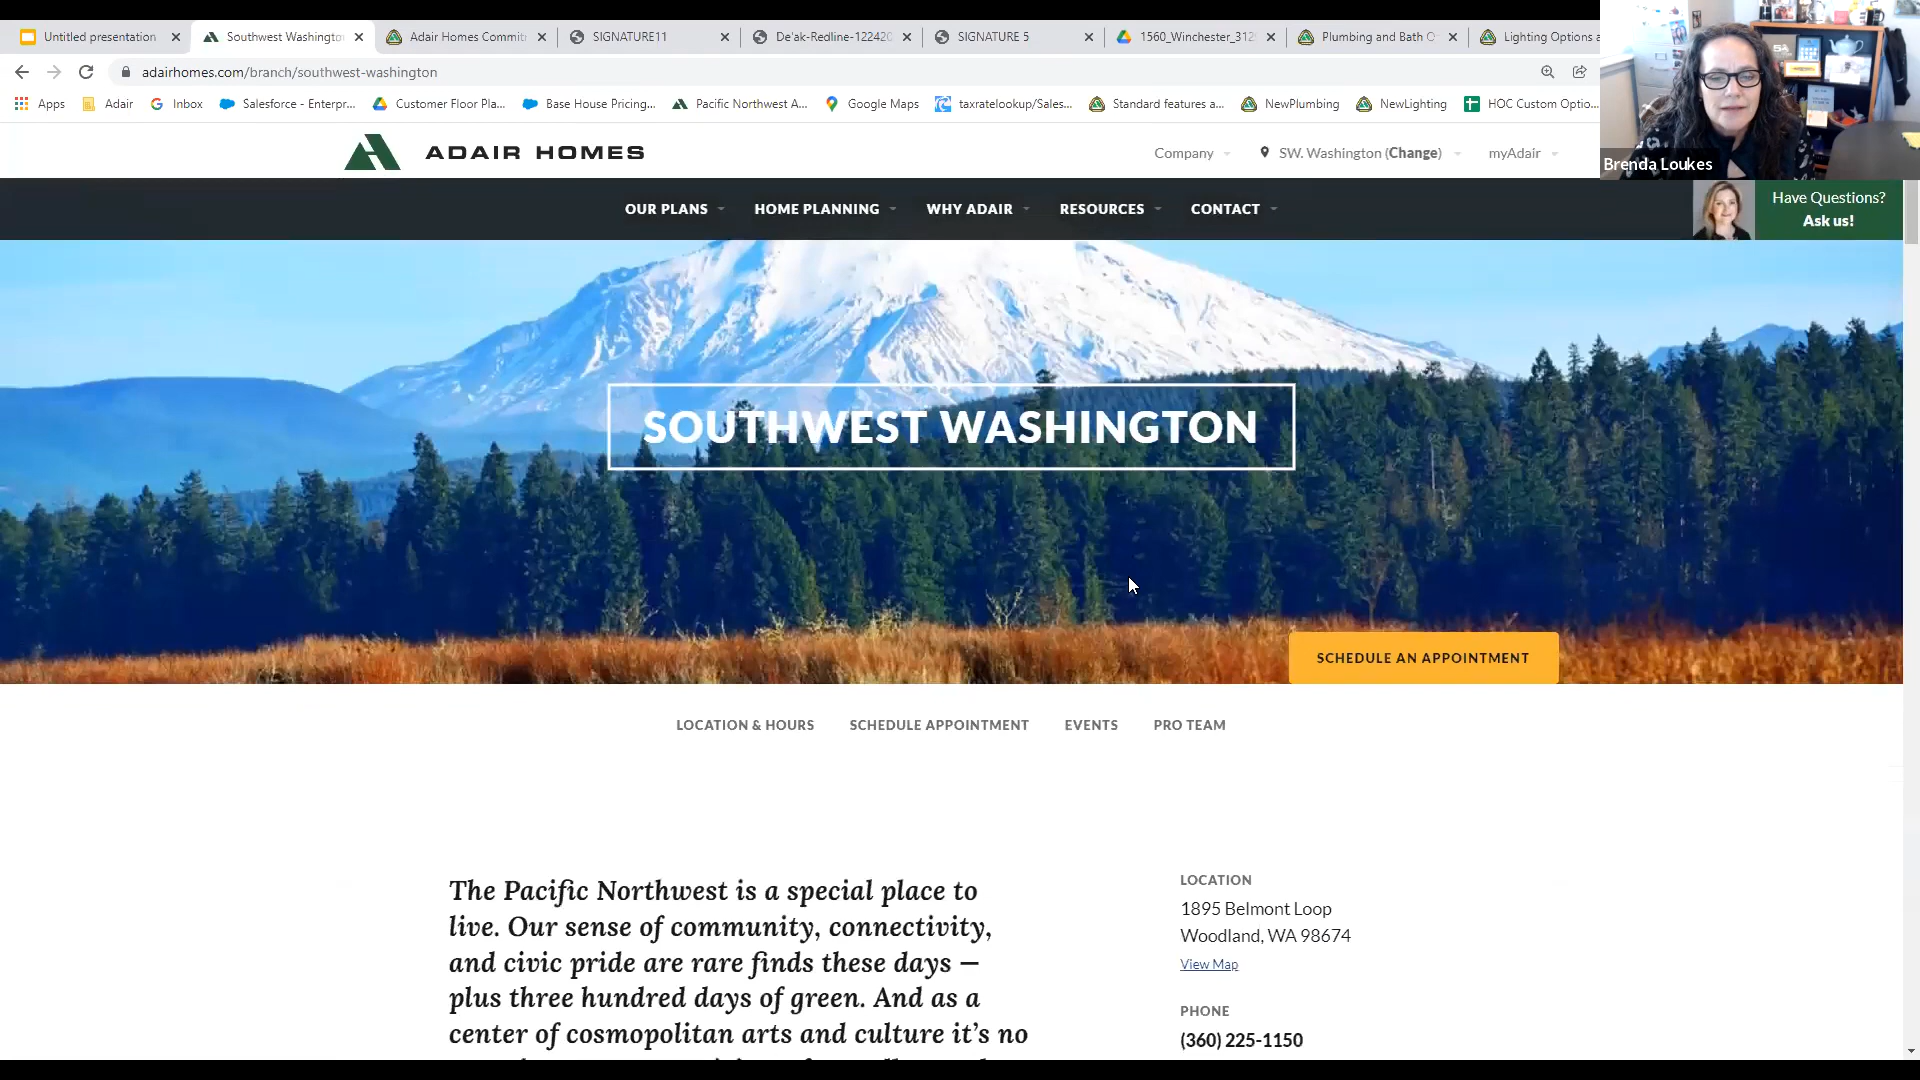 Untitled presentation
Southwest Washingto
Adair Homes Commit
SIGNATURE11
De'ak-Redline-122420
SIGNATURE 5
1560_Winchester_312
Plumbing and Bath O
Lighting Options a
adairhomes.com/branch/southwest-washington
Apps
Adair
Inbox
Salesforce - Enterpr...
Customer Floor Pla...
Base House Pricing...
Pacific Northwest A...
Google Maps
taxratelookup/Sales...
Standard features a...
NewPlumbing
NewLighting
HOC Custom Optio...
Brenda Loukes
ADAIR HOMES
Company
SW. Washington (Change)
myAdair
OUR PLANS
HOME PLANNING
WHY ADAIR
RESOURCES
CONTACT
Have Questions?
Ask us!
SOUTHWEST WASHINGTON
SCHEDULE AN APPOINTMENT
LOCATION & HOURS
SCHEDULE APPOINTMENT
EVENTS
PRO TEAM
The Pacific Northwest is a special place to
live. Our sense of community, connectivity,
and civic pride are rare finds these days —
plus three hundred days of green. And as a
center of cosmopolitan arts and culture it's no
LOCATION
1895 Belmont Loop
Woodland, WA 98674
View Map
PHONE
(360) 225-1150